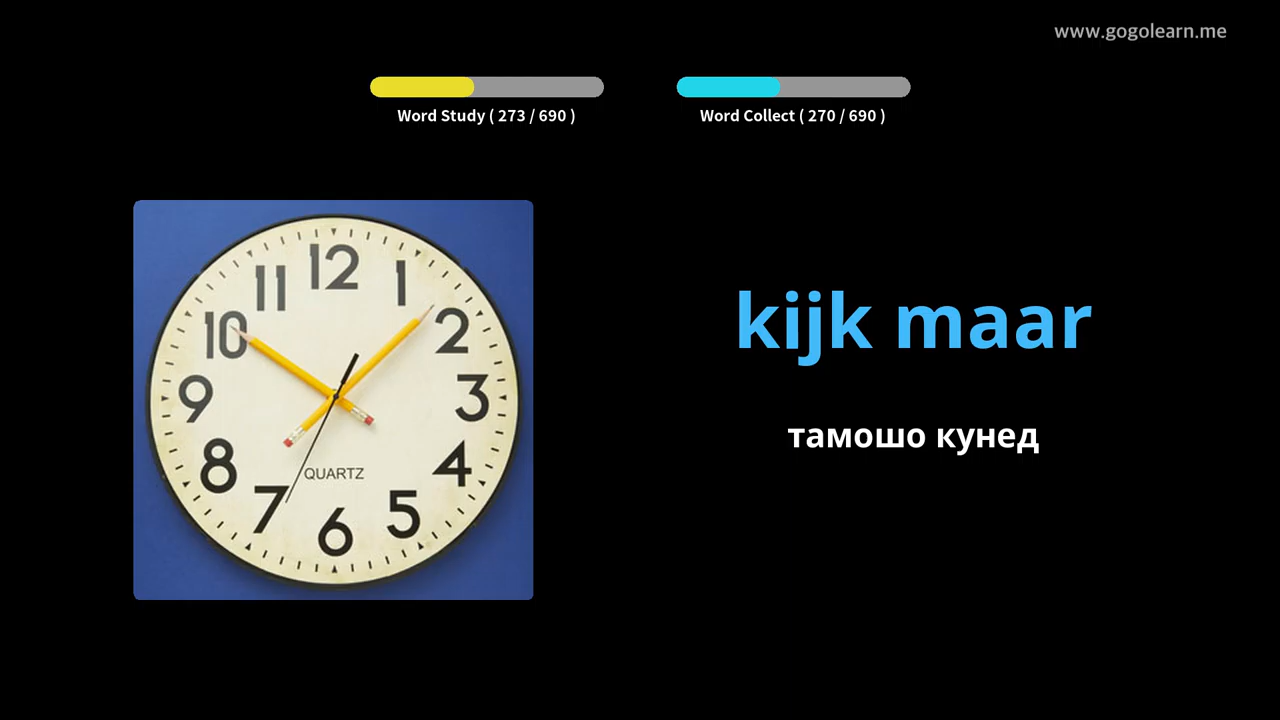 www.gogolearn.me
Word Study ( 273 / 690 )
Word Collect ( 270 / 690 )
12
11
1
10
2
9
3
8
4
QUARTZ
7
5
6
kijk maar
тамошо кунед